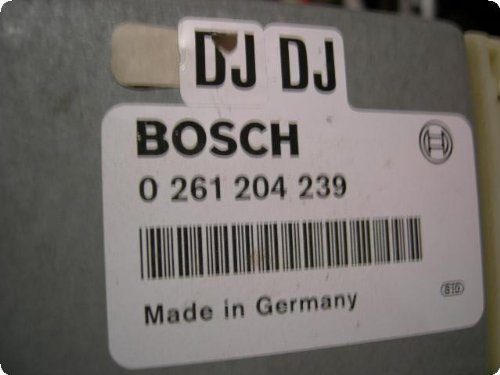 DJ DJ
BOSCH
0 261 204 239
Made in Germany